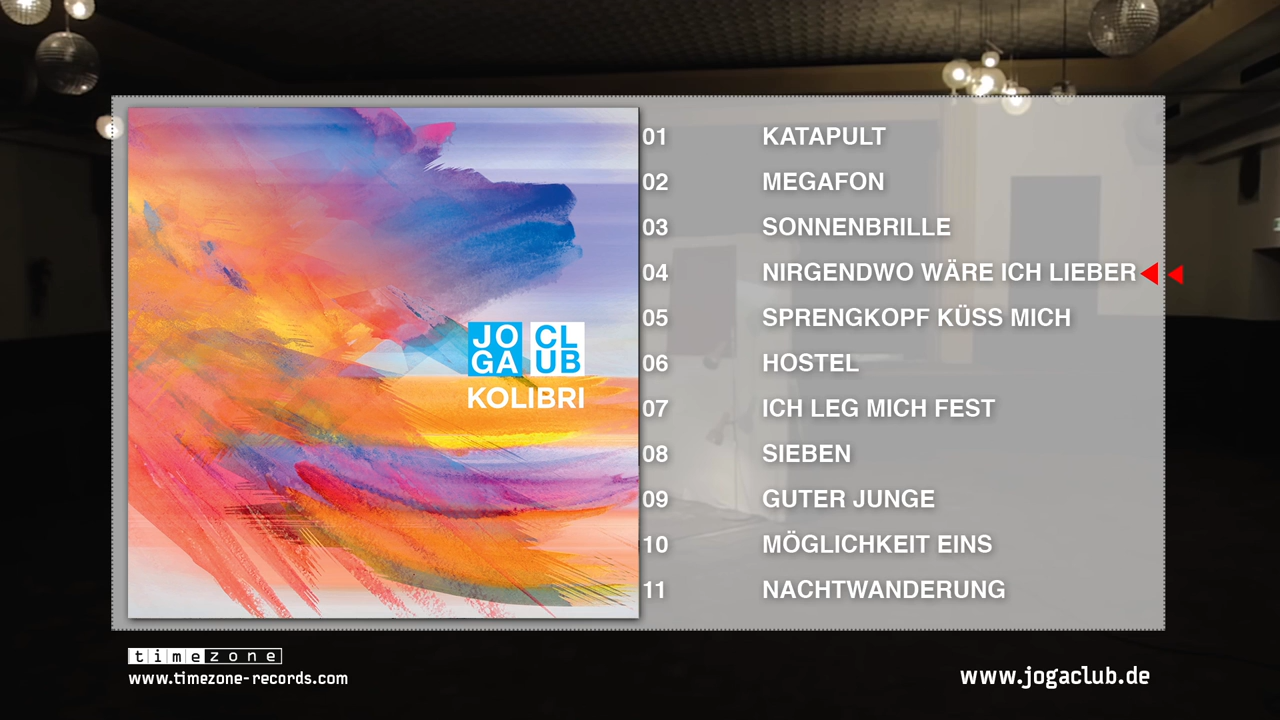 JO CL
GA UB
KOLIBRI
01 KATAPULT
02 MEGAFON
03 SONNENBRILLE
04 NIRGENDWO WÄRE ICH LIEBER
05 SPRENGKOPF KÜSS MICH
06 HOSTEL
07 ICH LEG MICH FEST
08 SIEBEN
09 GUTER JUNGE
10 MÖGLICHKEIT EINS
11 NACHTWANDERUNG
timezone
www.timezone-records.com
www.jogaclub.de